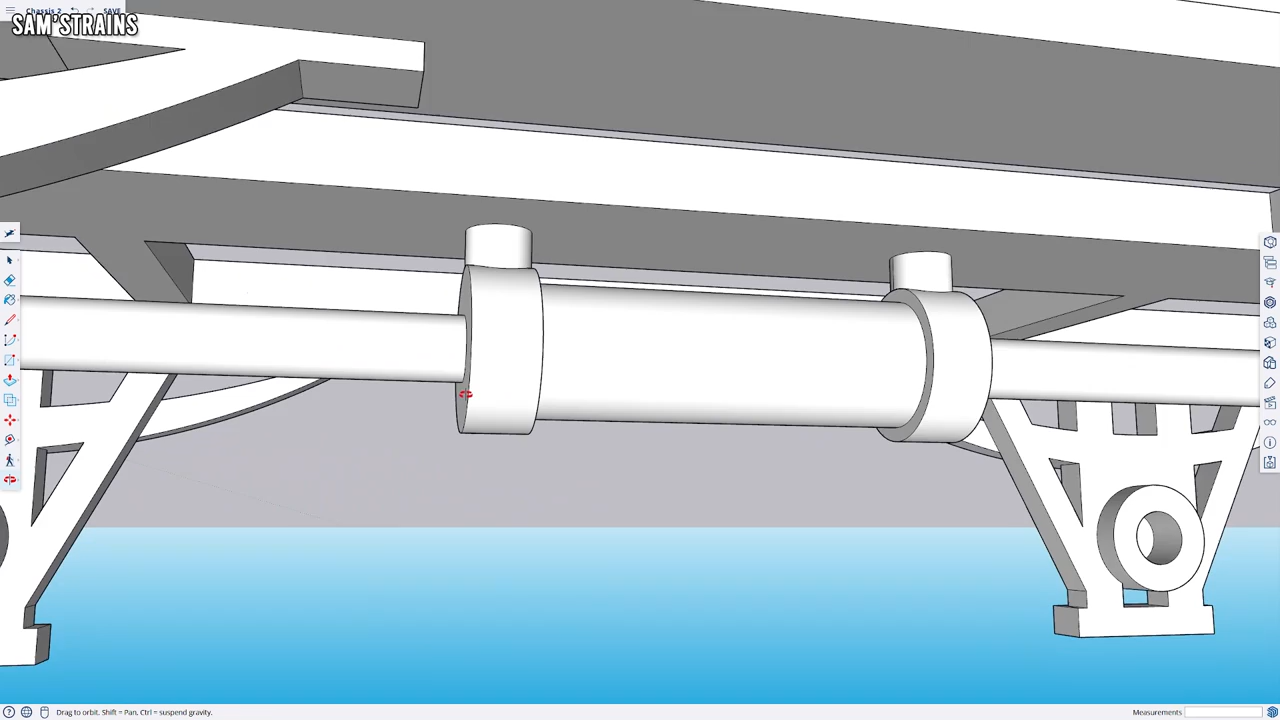 Chassis 2
SAVE
SAM'STRAINS
Drag to orbit. Shift = Pan, Ctrl = suspend gravity.
Measurements